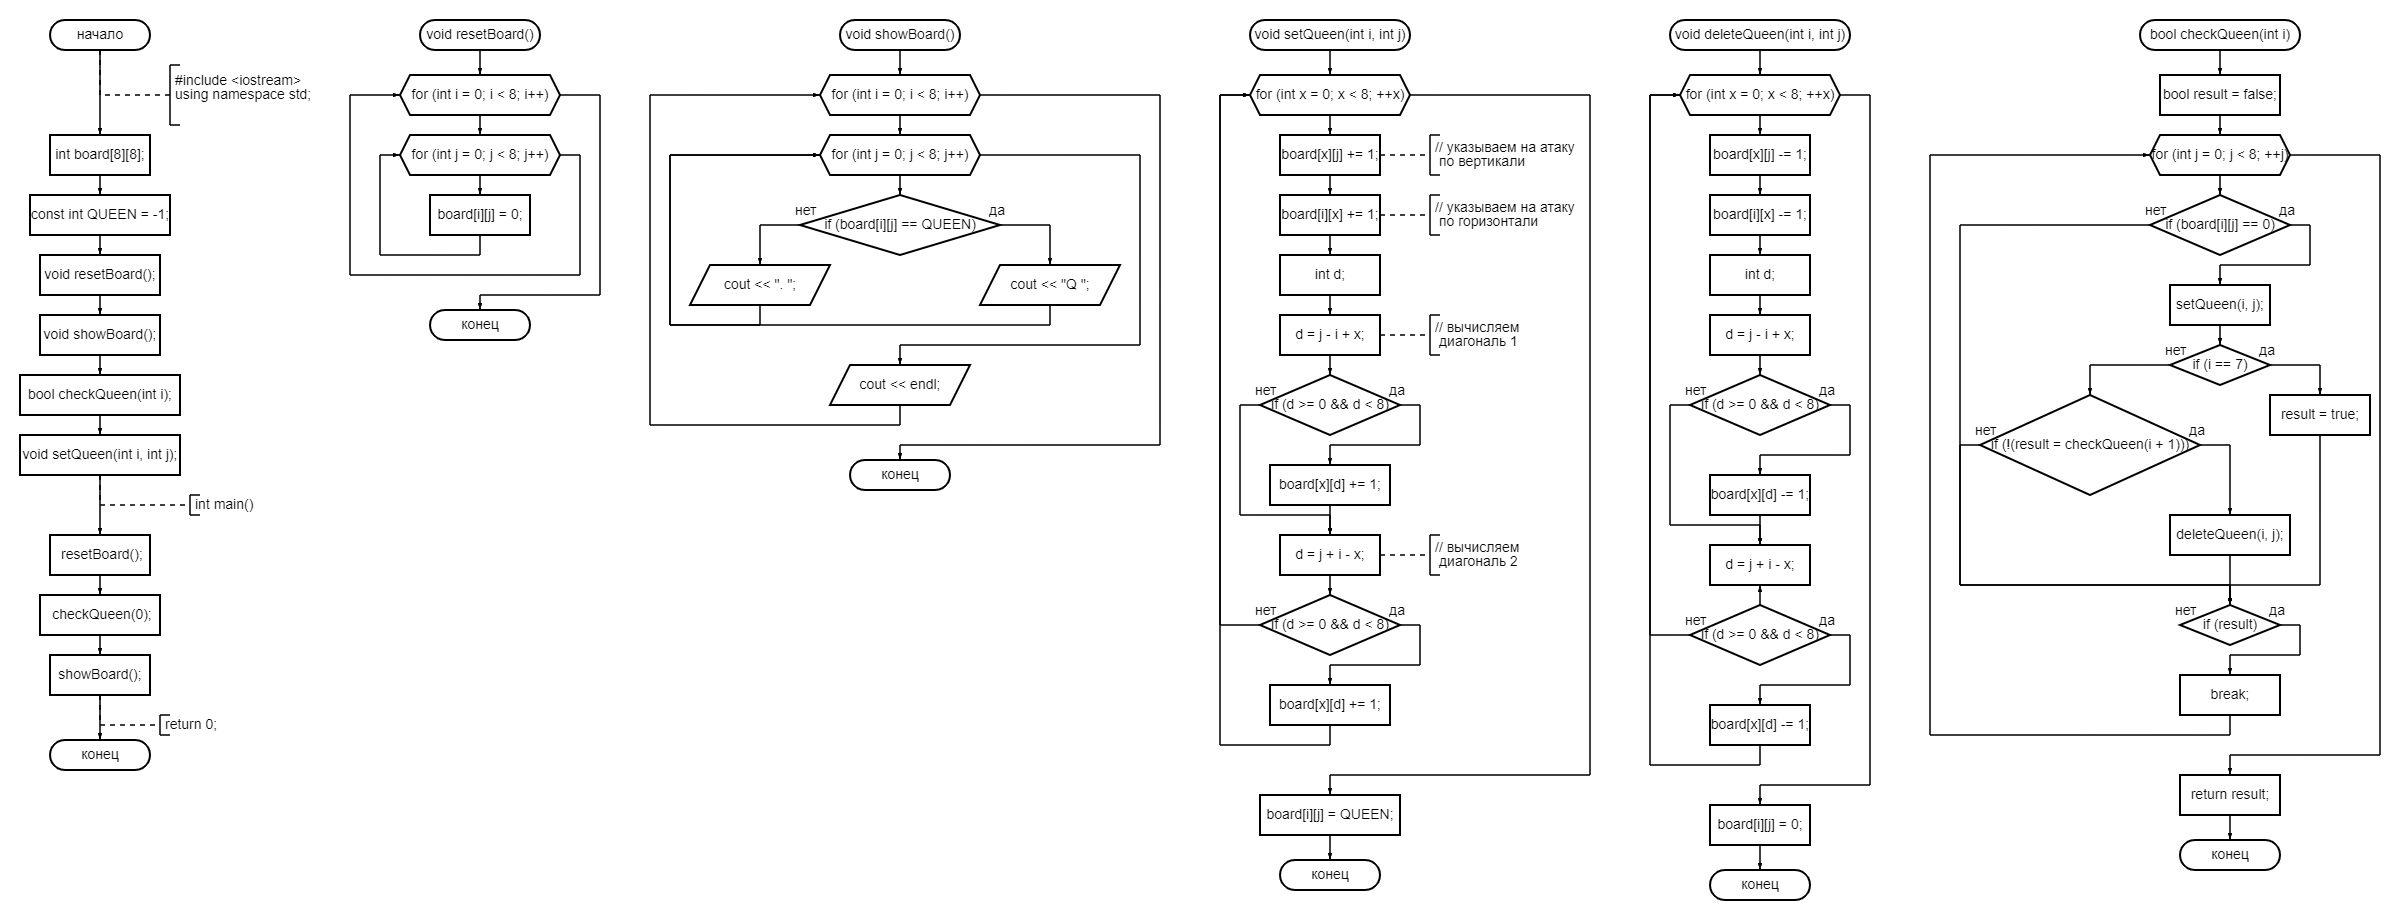 начало
#include <iostream>
using namespace std;
int board[8][8];
const int QUEEN = -1;
void resetBoard();
void showBoard();
bool checkQueen(int i);
void setQueen(int i, int j);
int main()
resetBoard();
checkQueen(0);
showBoard();
return 0;
конец
void resetBoard()
for (int i = 0; i < 8; i++)
for (int j = 0; j < 8; j++)
board[i][j] = 0;
конец
void showBoard()
for (int i = 0; i < 8; i++)
for (int j = 0; j < 8; j++)
нет
да
if (board[i][j] == QUEEN)
cout << ". ";
cout << "Q ";
cout << endl;
конец
void setQueen(int i, int j)
for (int x = 0; x < 8; ++x)
board[x][j] += 1;
// указываем на атаку
по вертикали
board[i][x] += 1;
// указываем на атаку
по горизонтали
int d;
d = j - i + x;
// вычисляем
диагональ 1
нет
да
if (d >= 0 && d < 8)
board[x][d] += 1;
d = j + i - x;
// вычисляем
диагональ 2
нет
да
if (d >= 0 && d < 8)
board[x][d] += 1;
board[i][j] = QUEEN;
конец
void deleteQueen(int i, int j)
for (int x = 0; x < 8; ++x)
board[x][j] -= 1;
board[i][x] -= 1;
int d;
d = j - i + x;
нет
да
if (d >= 0 && d < 8)
board[x][d] -= 1;
d = j + i - x;
нет
да
if (d >= 0 && d < 8)
board[x][d] -= 1;
board[i][j] = 0;
конец
bool checkQueen(int i)
bool result = false;
for (int j = 0; j < 8; ++j)
нет
да
if (board[i][j] == 0)
setQueen(i, j);
нет
да
if (i == 7)
result = true;
нет
да
if (!(result = checkQueen(i + 1)))
deleteQueen(i, j);
нет
да
if (result)
break;
return result;
конец